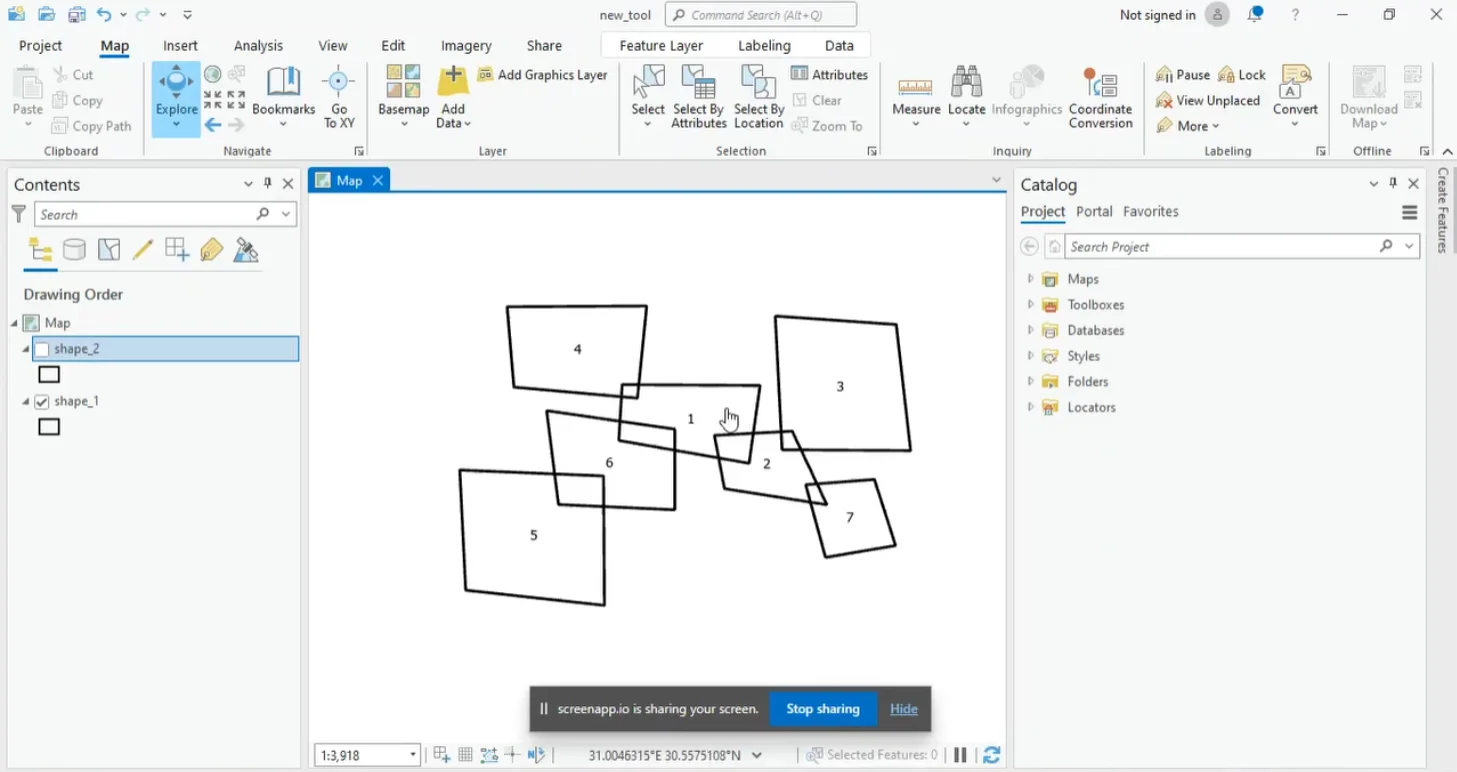 new_tool
Command Search (Alt+Q)
Not signed in
?
Project Map Insert Analysis View Edit Imagery Share Feature Layer Labeling Data
Paste
Cut
Copy
Copy Path
Clipboard
Explore
Bookmarks
Go
To XY
Navigate
Basemap
Add
Data
Add Graphics Layer
Layer
Select
Select By
Attributes
Select By
Location
Attributes
Clear
Zoom To
Selection
Measure
Locate
Infographics
Coordinate
Conversion
Inquiry
Pause
Lock
View Unplaced
More
A
Convert
Labeling
Download
Map
Offline
Contents
Search
Drawing Order
Map
shape_2
shape_1
Map
4
3
1
6
2
7
5
screenapp.io is sharing your screen.
Stop sharing
Hide
1:3,918
N
31.0046315°E 30.5575108°N
Selected Features: 0
Catalog
Project Portal Favorites
Search Project
Maps
Toolboxes
Databases
Styles
Folders
Locators
Create Features